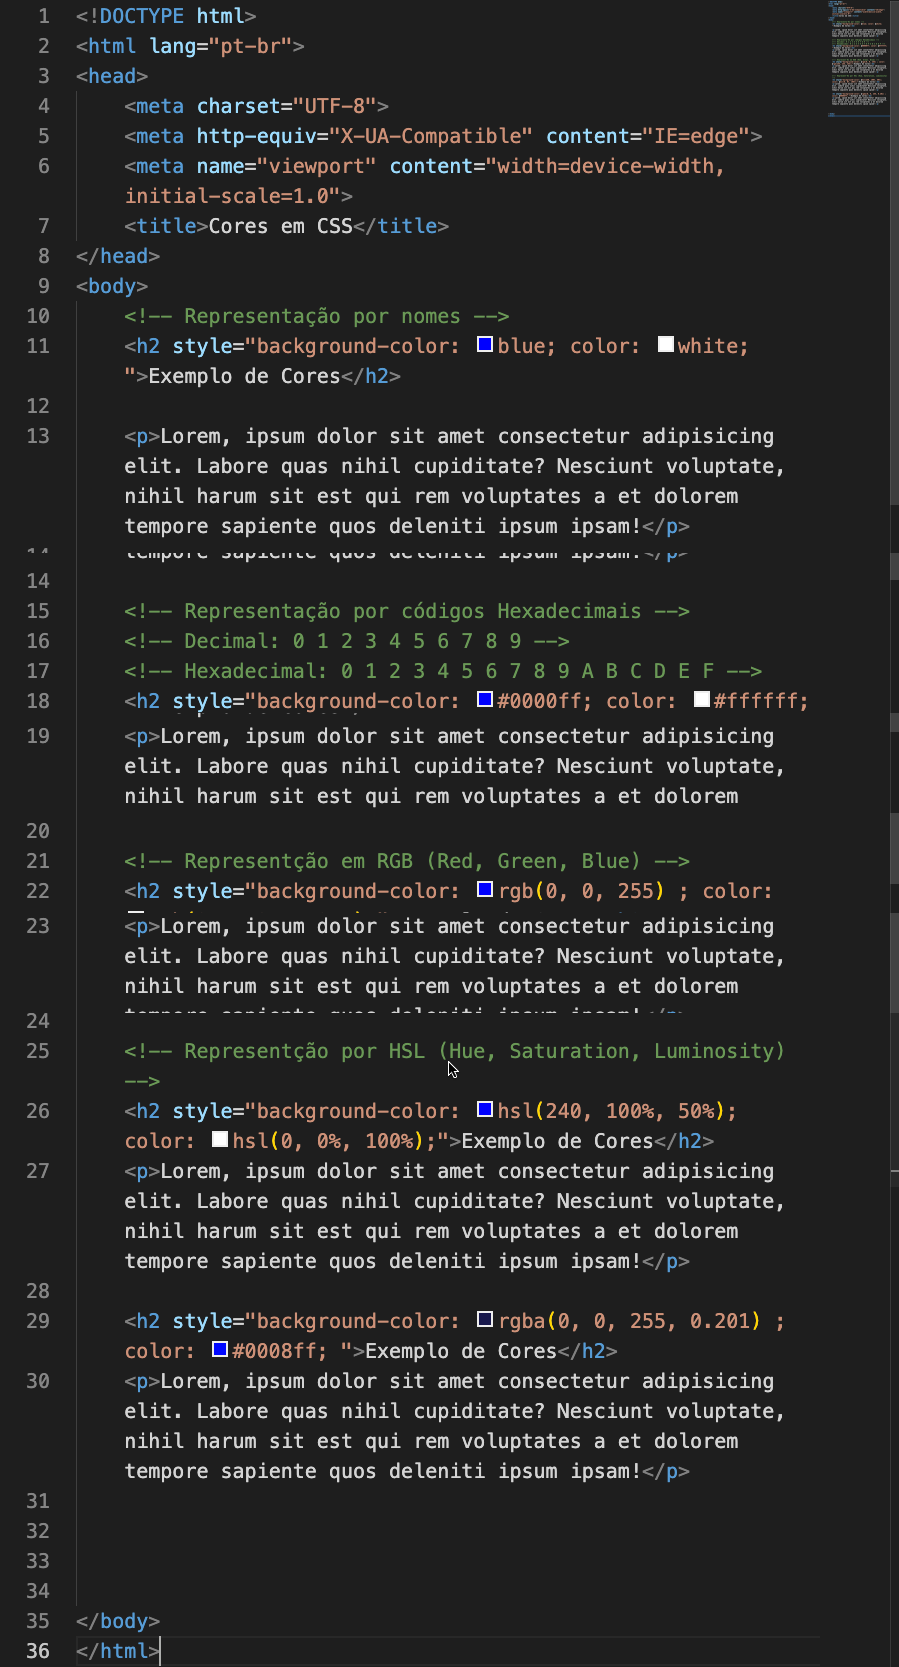 1 <!DOCTYPE html>
2 <html lang="pt-br">
3 <head>
4 <meta charset="UTF-8">
5 <meta http-equiv="X-UA-Compatible" content="IE=edge">
6 <meta name="viewport" content="width=device-width,
initial-scale=1.0">
7 <title>Cores em CSS</title>
8 </head>
9 <body>
10 <!-- Representação por nomes -->
11 <h2 style="background-color: blue; color: white;
">Exemplo de Cores</h2>
12
13 <p>Lorem, ipsum dolor sit amet consectetur adipisicing
elit. Labore quas nihil cupiditate? Nesciunt voluptate,
nihil harum sit est qui rem voluptates a et dolorem
tempore sapiente quos deleniti ipsum ipsam!</p>
14 tempore sapiente quos deleniti ipsum ipsam!</p>
14
15 <!-- Representação por códigos Hexadecimais -->
16 <!-- Decimal: 0 1 2 3 4 5 6 7 8 9 -->
17 <!-- Hexadecimal: 0 1 2 3 4 5 6 7 8 9 A B C D E F -->
18 <h2 style="background-color: #0000ff; color: #ffffff;
19 <p>Lorem, ipsum dolor sit amet consectetur adipisicing
elit. Labore quas nihil cupiditate? Nesciunt voluptate,
nihil harum sit est qui rem voluptates a et dolorem
20
21 <!-- Representção em RGB (Red, Green, Blue) -->
22 <h2 style="background-color: rgb(0, 0, 255) ; color:
23 <p>Lorem, ipsum dolor sit amet consectetur adipisicing
elit. Labore quas nihil cupiditate? Nesciunt voluptate,
nihil harum sit est qui rem voluptates a et dolorem
tempore sapiente quos deleniti ipsum ipsam!</p>
24
25 <!-- Representção por HSL (Hue, Saturation, Luminosity)
-->
26 <h2 style="background-color: hsl(240, 100%, 50%);
color: hsl(0, 0%, 100%);">Exemplo de Cores</h2>
27 <p>Lorem, ipsum dolor sit amet consectetur adipisicing
elit. Labore quas nihil cupiditate? Nesciunt voluptate,
nihil harum sit est qui rem voluptates a et dolorem
tempore sapiente quos deleniti ipsum ipsam!</p>
28
29 <h2 style="background-color: rgba(0, 0, 255, 0.201) ;
color: #0008ff; ">Exemplo de Cores</h2>
30 <p>Lorem, ipsum dolor sit amet consectetur adipisicing
elit. Labore quas nihil cupiditate? Nesciunt voluptate,
nihil harum sit est qui rem voluptates a et dolorem
tempore sapiente quos deleniti ipsum ipsam!</p>
31
32
33
34
35 </body>
36 </html>